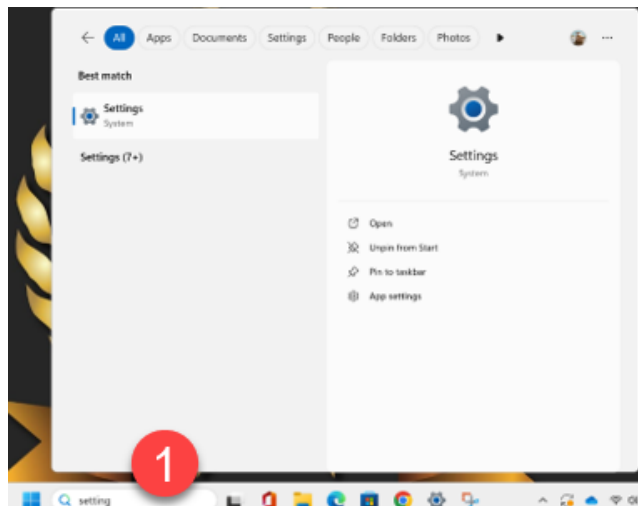 All Apps Documents Settings People Folders Photos
Best match
Settings
System
Settings (7+)
Settings
System
Open
Unpin from Start
Pin to taskbar
App settings
1
setting